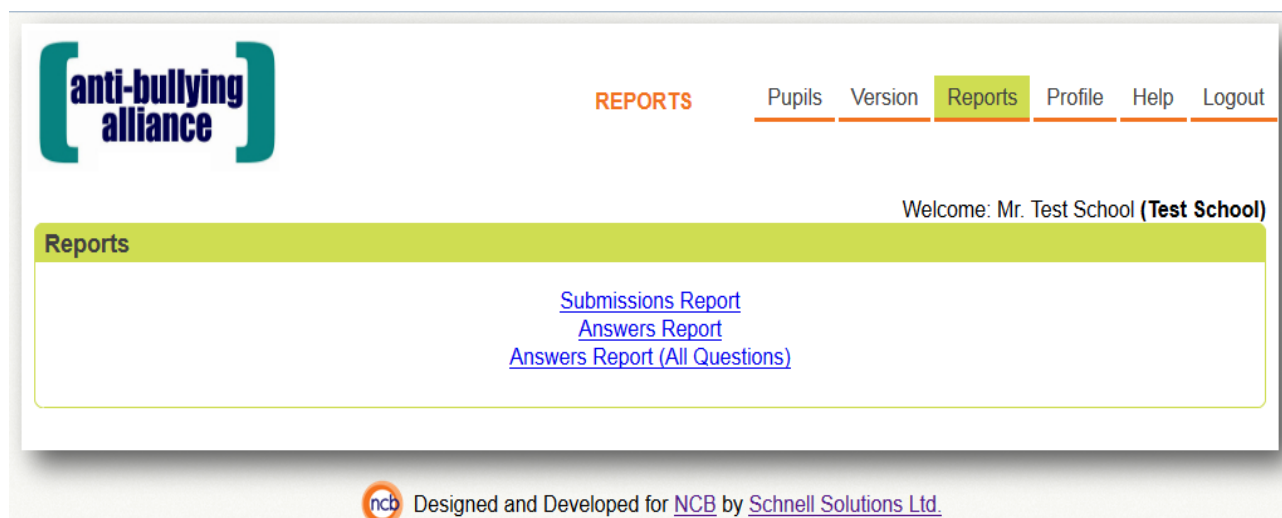 anti-bullying
alliance
REPORTS Pupils Version Reports Profile Help Logout
Welcome: Mr. Test School (Test School)
Reports
Submissions Report
Answers Report
Answers Report (All Questions)
ncb Designed and Developed for NCB by Schnell Solutions Ltd.